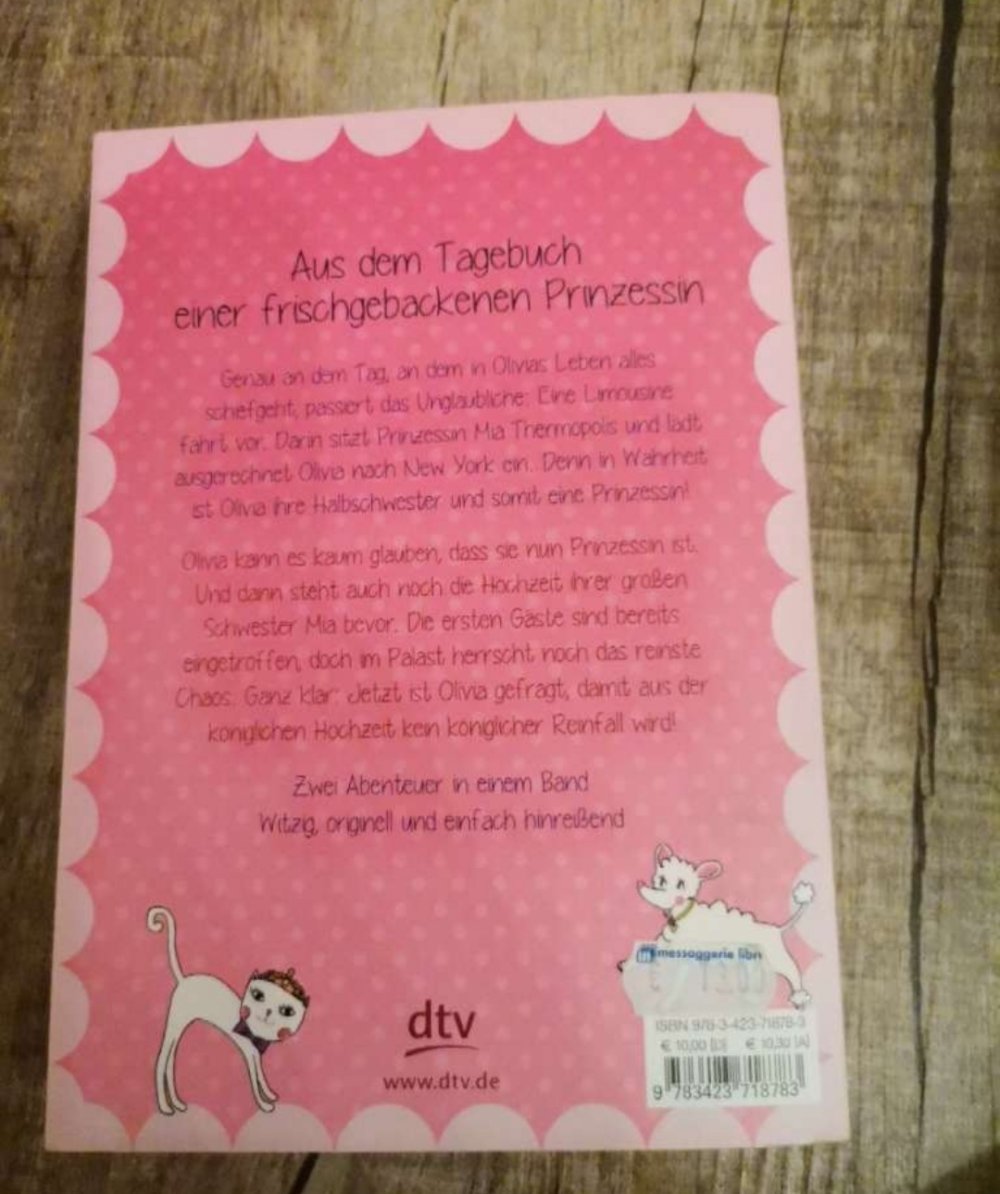 Aus dem Tagebuch
einer frischgebackenen Prinzessin
Genau an dem Tag, an dem in Olivias Leben alles
schiefgeht, passiert das Unglaubliche: Eine Limousine
fährt vor. Darin sitzt Prinzessin Mia Thermopolis und lädt
ausgerechnet Olivia nach New York ein. Denn in Wahrheit
ist Olivia ihre Halbschwester und somit eine Prinzessin!
Olivia kann es kaum glauben, dass sie nun Prinzessin ist.
Und dann steht auch noch die Hochzeit ihrer großen
Schwester Mia bevor. Die ersten Gäste sind bereits
eingetroffen, doch im Palast herrscht noch das reinste
Chaos. Ganz klar: Jetzt ist Olivia gefragt, damit aus der
königlichen Hochzeit kein königlicher Reinfall wird!
Zwei Abenteuer in einem Band
Witzig, originell und einfach hinreißend
messaggerie libri
dtv
www.dtv.de
ISBN 978-3-423-71878-3
€ 10,00 [D] € 10,30 [A]
9 783423 718783